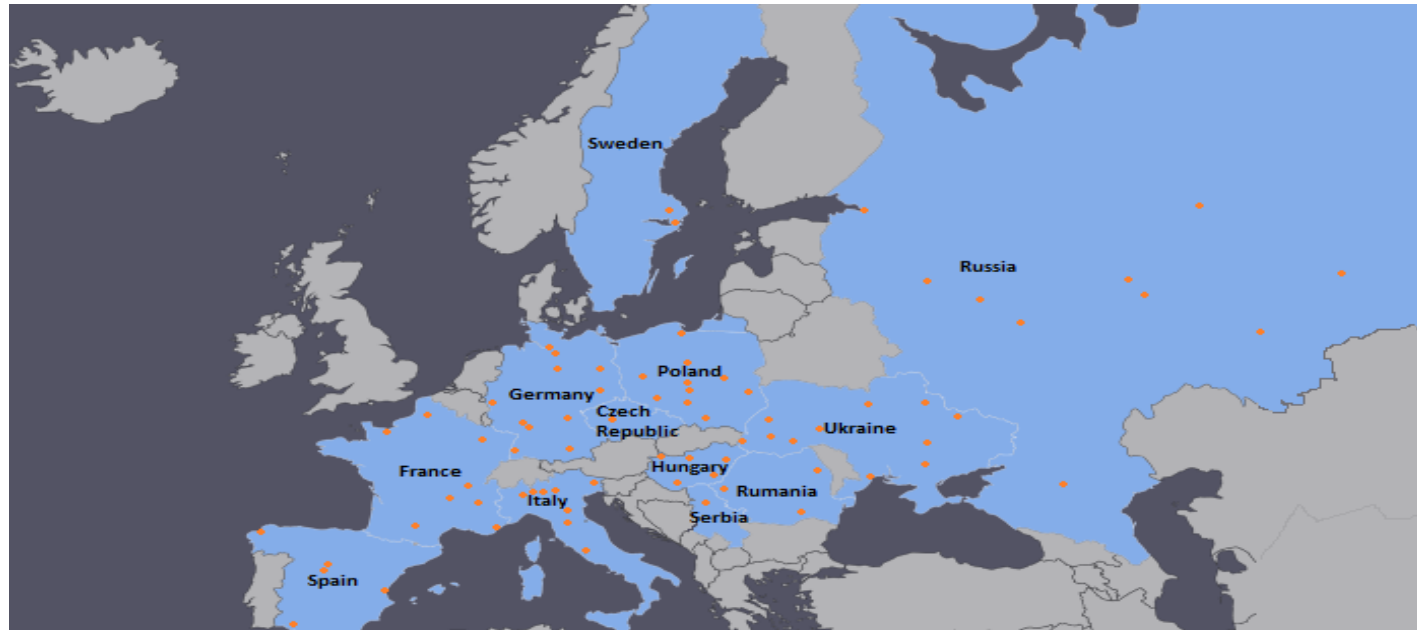 Sweden
Russia
Poland
Germany
Czech
Republic
Ukraine
France
Hungary
Rumania
Italy
Serbia
Spain